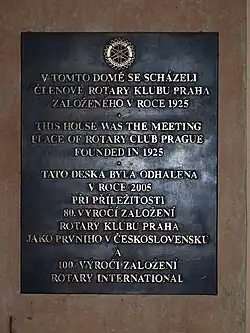 V TOMTO DOMĚ SE SCHÁZELI
ČLENOVÉ ROTARY KLUBU PRAHA
ZALOŽENÉHO V ROCE 1925
THIS HOUSE WAS THE MEETING
PLACE OF ROTARY CLUB PRAGUE
FOUNDED IN 1925
TATO DESKA BYLA ODHALENA
V ROCE 2005
PŘI PŘÍLEŽITOSTI
80. VÝROČÍ ZALOŽENÍ
ROTARY KLUBU PRAHA
JAKO PRVNÍHO V ČESKOSLOVENSKU
A
100. VÝROČÍ ZALOŽENÍ
ROTARY INTERNATIONAL